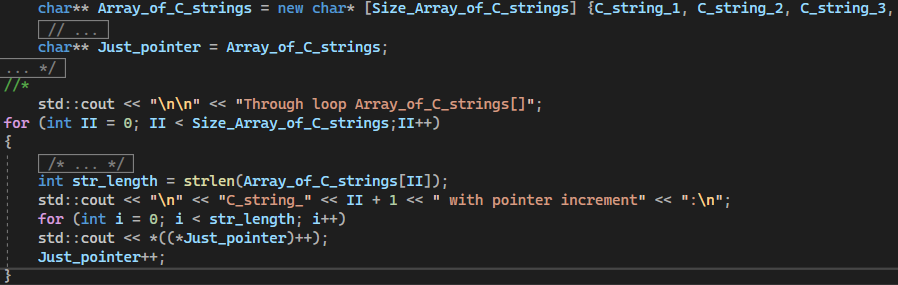 char** Array_of_C_strings = new char* [Size_Array_of_C_strings] {C_string_1, C_string_2, C_string_3,
// ...
char** Just_pointer = Array_of_C_strings;
... */
//*
std::cout << "\n\n" << "Through loop Array_of_C_strings[]";
for (int II = 0; II < Size_Array_of_C_strings;II++)
{
/* ... */
int str_length = strlen(Array_of_C_strings[II]);
std::cout << "\n" << "C_string_" << II + 1 << " with pointer increment" << ":\n";
for (int i = 0; i < str_length; i++)
std::cout << *((*Just_pointer)++);
Just_pointer++;
}